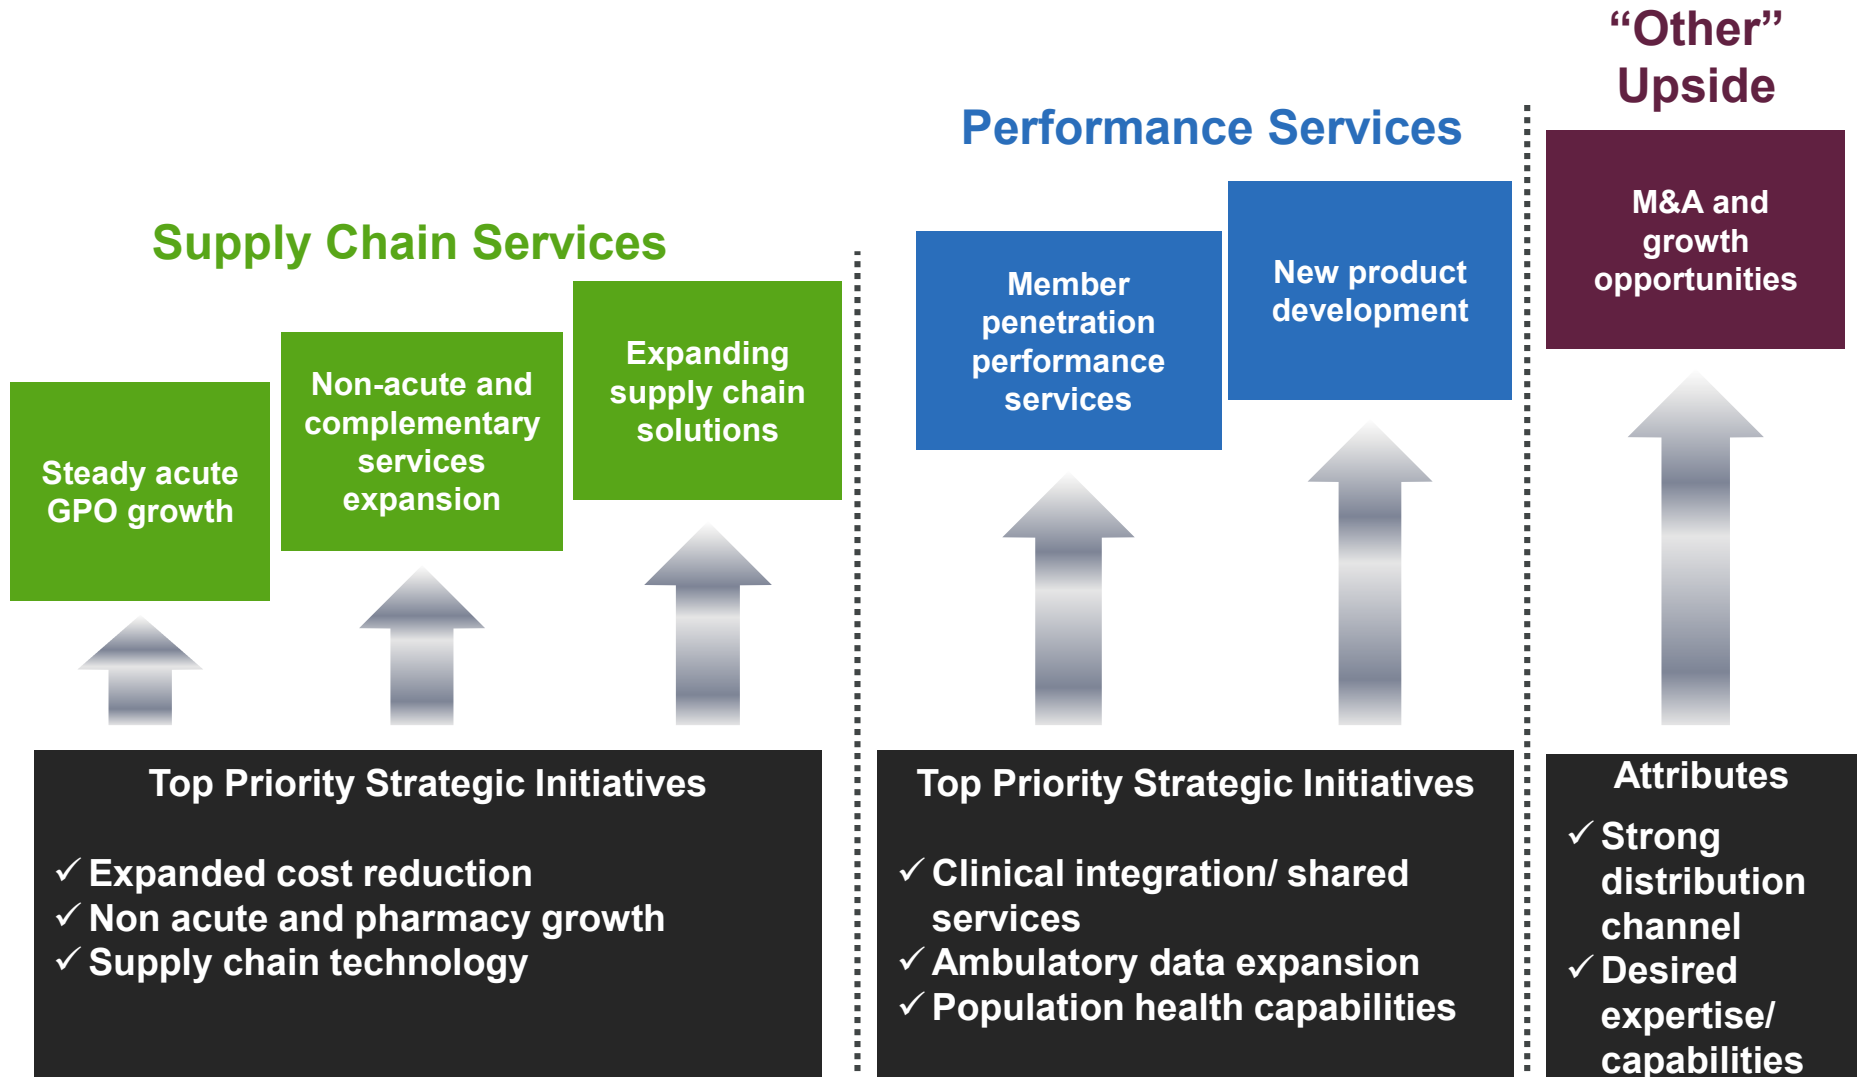 Supply Chain Services
Steady acute
GPO growth
Non-acute and
complementary
services
expansion
Expanding
supply chain
solutions
Top Priority Strategic Initiatives
✓ Expanded cost reduction
✓ Non acute and pharmacy growth
✓ Supply chain technology
Performance Services
Member
penetration
performance
services
New product
development
Top Priority Strategic Initiatives
✓ Clinical integration/ shared
services
✓ Ambulatory data expansion
✓ Population health capabilities
“Other”
Upside
M&A and
growth
opportunities
Attributes
✓ Strong
distribution
channel
✓ Desired
expertise/
capabilities